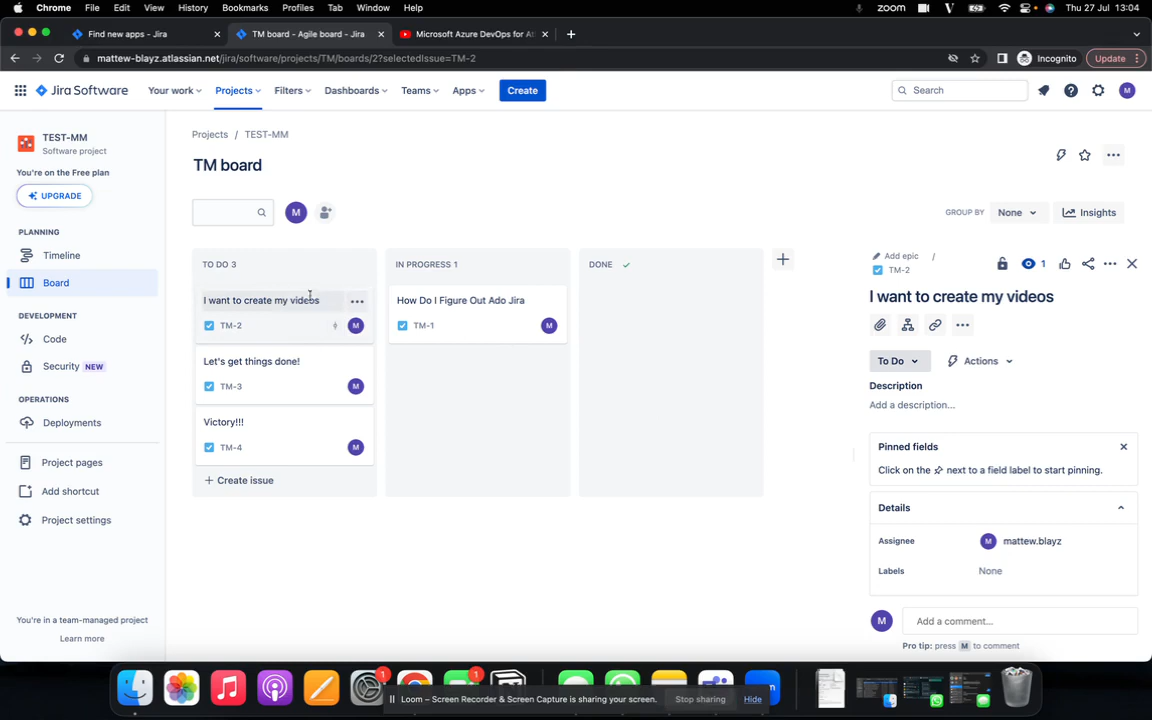 Chrome File Edit View History Bookmarks Profiles Tab Window Help
zoom Thu 27 Jul 13:04
Find new apps - Jira
TM board - Agile board - Jira
Microsoft Azure DevOps for At
mattew-blayz.atlassian.net/jira/software/projects/TM/boards/2?selectedIssue=TM-2
Incognito
Update
Jira Software
Your work
Projects
Filters
Dashboards
Teams
Apps
Create
Search
M
TEST-MM
Software project
You're on the Free plan
UPGRADE
PLANNING
Timeline
Board
DEVELOPMENT
Code
Security NEW
OPERATIONS
Deployments
Project pages
Add shortcut
Project settings
You're in a team-managed project
Learn more
Projects / TEST-MM
TM board
M
GROUP BY None
Insights
TO DO 3
I want to create my videos
TM-2
M
Let's get things done!
TM-3
M
Victory!!!
TM-4
M
+ Create issue
IN PROGRESS 1
How Do I Figure Out Ado Jira
TM-1
M
DONE
Add epic /
TM-2
1
I want to create my videos
To Do
Actions
Description
Add a description...
Pinned fields
Click on the next to a field label to start pinning.
Details
Assignee
M mattew.blayz
Labels
None
M
Add a comment...
Pro tip: press M to comment
1
1
Loom – Screen Recorder & Screen Capture is sharing your screen.
Stop sharing
Hide